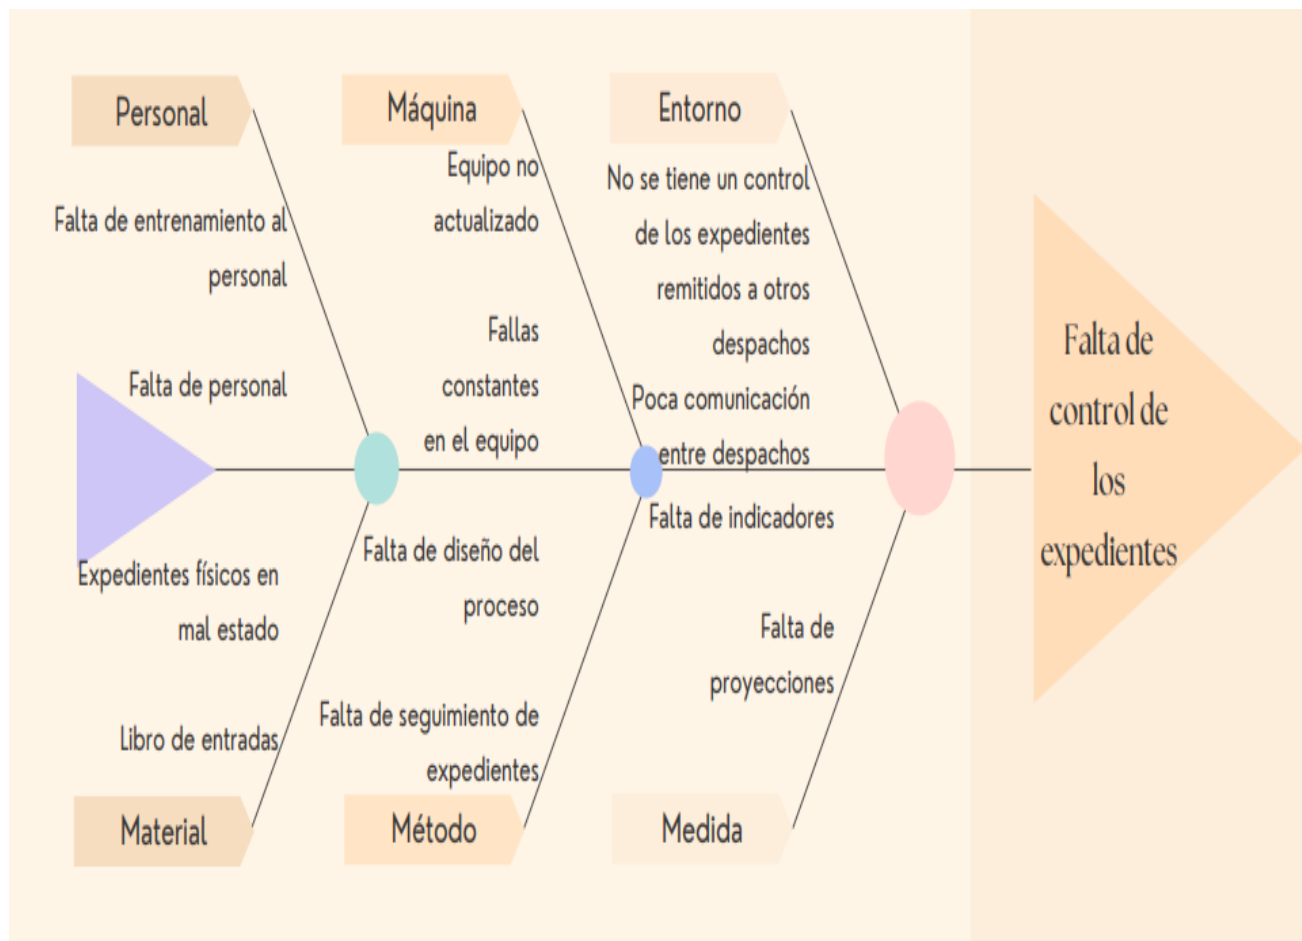 Personal
Falta de entrenamiento al
personal
Falta de personal
Máquina
Equipo no
actualizado
Fallas
constantes
en el equipo
Entorno
No se tiene un control
de los expedientes
remitidos a otros
despachos
Poca comunicación
entre despachos
Expedientes físicos en
mal estado
Libro de entradas
Material
Falta de diseño del
proceso
Falta de seguimiento de
expedientes
Método
Falta de indicadores
Falta de
proyecciones
Medida
Falta de
control de
los
expedientes